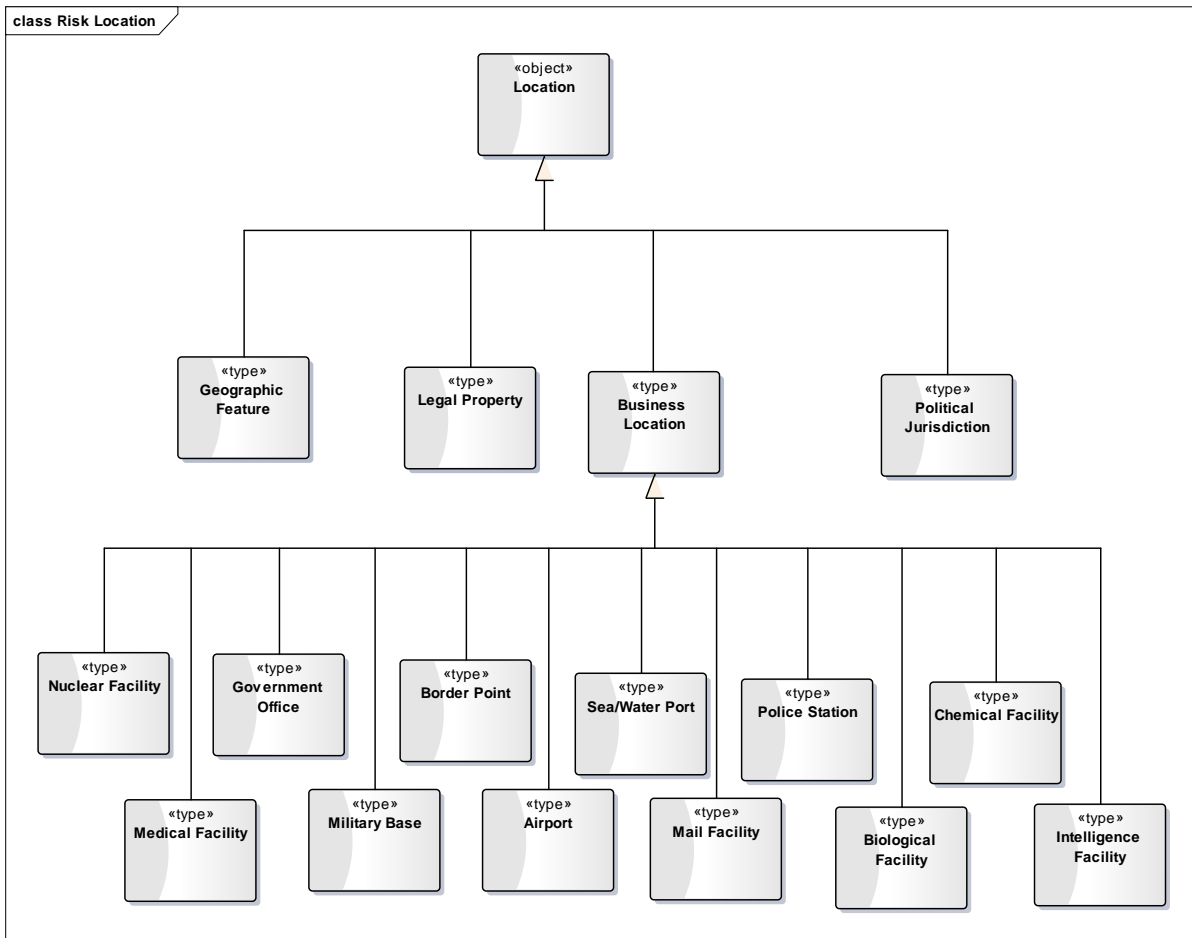 class Risk Location
«object»
Location
«type»
Geographic
Feature
«type»
Legal Property
«type»
Business
Location
«type»
Political
Jurisdiction
«type»
Nuclear Facility
«type»
Government
Office
«type»
Border Point
«type»
Sea/Water Port
«type»
Police Station
«type»
Chemical Facility
«type»
Medical Facility
«type»
Military Base
«type»
Airport
«type»
Mail Facility
«type»
Biological
Facility
«type»
Intelligence
Facility